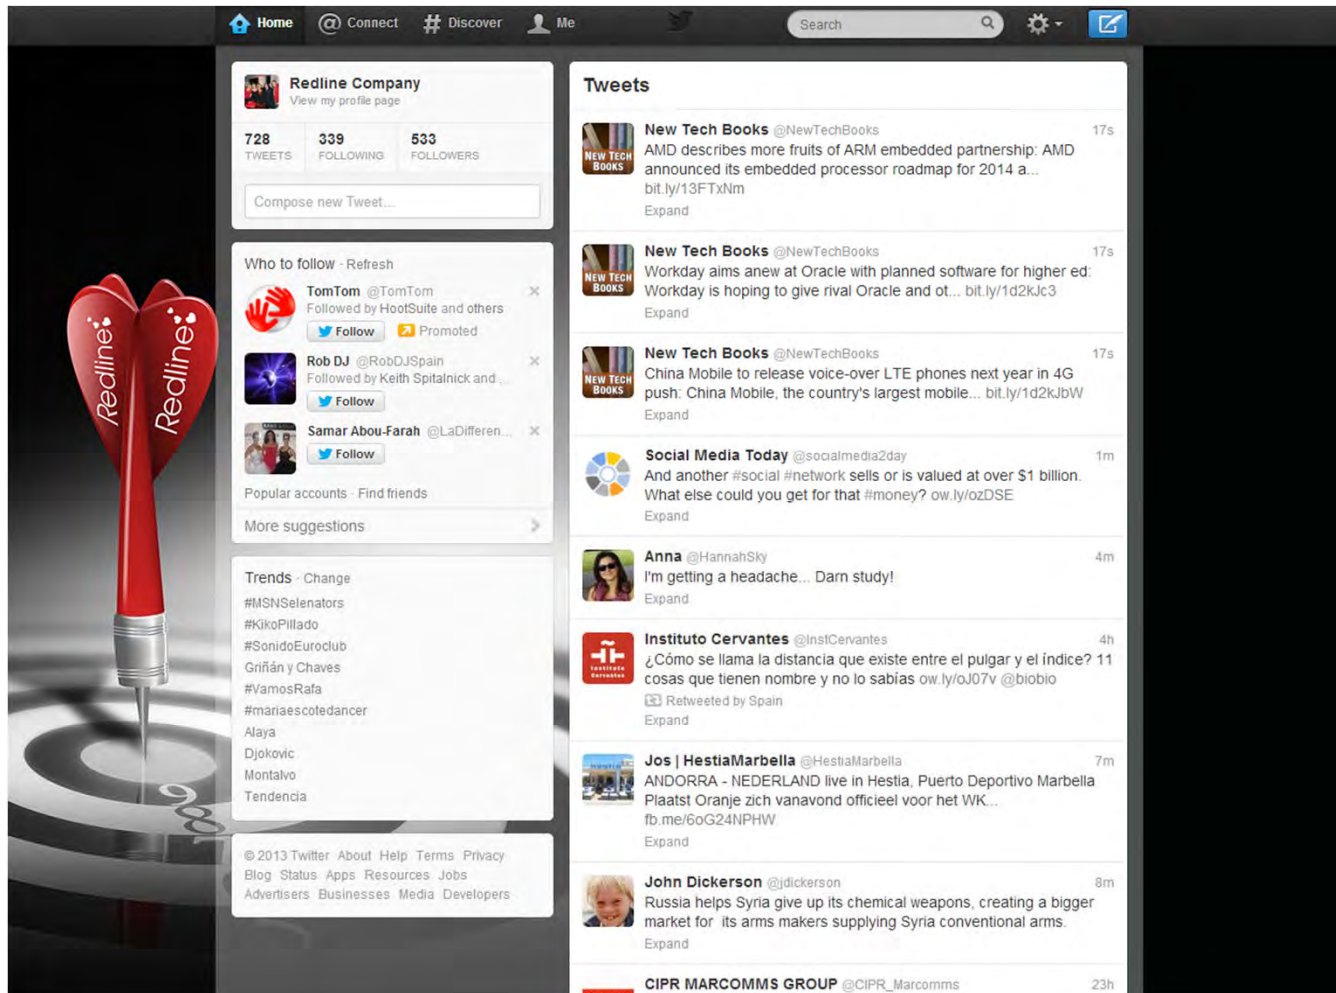 Home Connect Discover Me Search
Redline Company
View my profile page
728 339 533
TWEETS FOLLOWING FOLLOWERS
Compose new Tweet...
Who to follow · Refresh
TomTom @TomTom
Followed by HootSuite and others
Follow Promoted
Rob DJ @RobDJSpain
Followed by Keith Spitalnick and .
Follow
Samar Abou-Farah @LaDifferen...
Follow
Popular accounts · Find friends
More suggestions
Trends · Change
#MSNSelenators
#KikoPillado
#SonidoEuroclub
Griñán y Chaves
#VamosRafa
#mariaescotedancer
Alaya
Djokovic
Montalvo
Tendencia
© 2013 Twitter About Help Terms Privacy
Blog Status Apps Resources Jobs
Advertisers Businesses Media Developers
Redline
Redline
Tweets
NEW TECH
BOOKS
New Tech Books @NewTechBooks 17s
AMD describes more fruits of ARM embedded partnership: AMD
announced its embedded processor roadmap for 2014 a...
bit.ly/13FTxNm
Expand
NEW TECH
BOOKS
New Tech Books @NewTechBooks 17s
Workday aims anew at Oracle with planned software for higher ed:
Workday is hoping to give rival Oracle and ot... bit.ly/1d2kJc3
Expand
NEW TECH
BOOKS
New Tech Books @NewTechBooks 17s
China Mobile to release voice-over LTE phones next year in 4G
push: China Mobile, the country's largest mobile... bit.ly/1d2kJbW
Expand
Social Media Today @socialmedia2day 1m
And another #social #network sells or is valued at over $1 billion.
What else could you get for that #money? ow.ly/ozDSE
Expand
Anna @HannahSky 4m
I'm getting a headache... Darn study!
Expand
Instituto
Cervantes
Instituto Cervantes @InstCervantes 4h
¿Cómo se llama la distancia que existe entre el pulgar y el índice? 11
cosas que tienen nombre y no lo sabías ow.ly/oJ07v @biobio
Retweeted by Spain
Expand
Jos | HestiaMarbella @HestiaMarbella 7m
ANDORRA - NEDERLAND live in Hestia, Puerto Deportivo Marbella
Plaatst Oranje zich vanavond officieel voor het WK...
fb.me/6oG24NPHW
Expand
John Dickerson @jdickerson 8m
Russia helps Syria give up its chemical weapons, creating a bigger
market for its arms makers supplying Syria conventional arms.
Expand
CIPR MARCOMMS GROUP @CIPR_Marcomms 23h